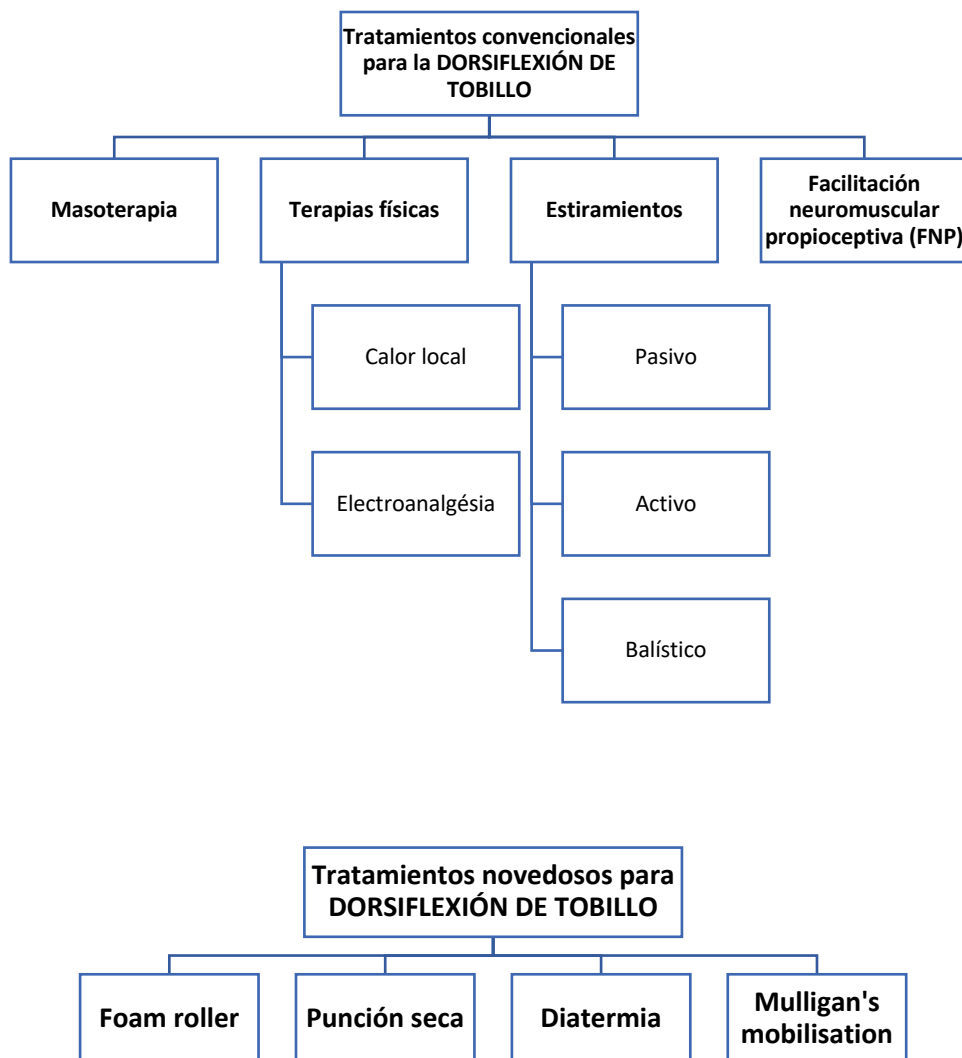 Tratamientos convencionales
para la DORSIFLEXIÓN DE
TOBILLO
Masoterapia
Terapias físicas
Estiramientos
Facilitación
neuromuscular
propioceptiva (FNP)
Calor local
Pasivo
Electroanalgésia
Activo
Balístico
Tratamientos novedosos para
DORSIFLEXIÓN DE TOBILLO
Foam roller
Punción seca
Diatermia
Mulligan's
mobilisation